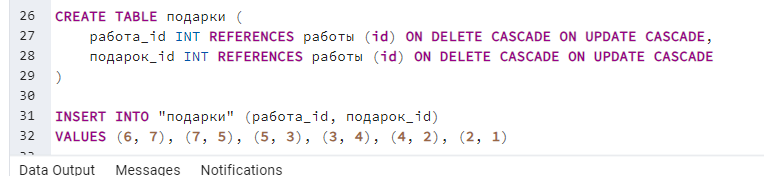 26 CREATE TABLE подарки (
27 работа_id INT REFERENCES работы (id) ON DELETE CASCADE ON UPDATE CASCADE,
28 подарок_id INT REFERENCES работы (id) ON DELETE CASCADE ON UPDATE CASCADE
29 )
30
31 INSERT INTO "подарки" (работа_id, подарок_id)
32 VALUES (6, 7), (7, 5), (5, 3), (3, 4), (4, 2), (2, 1)
Data Output Messages Notifications